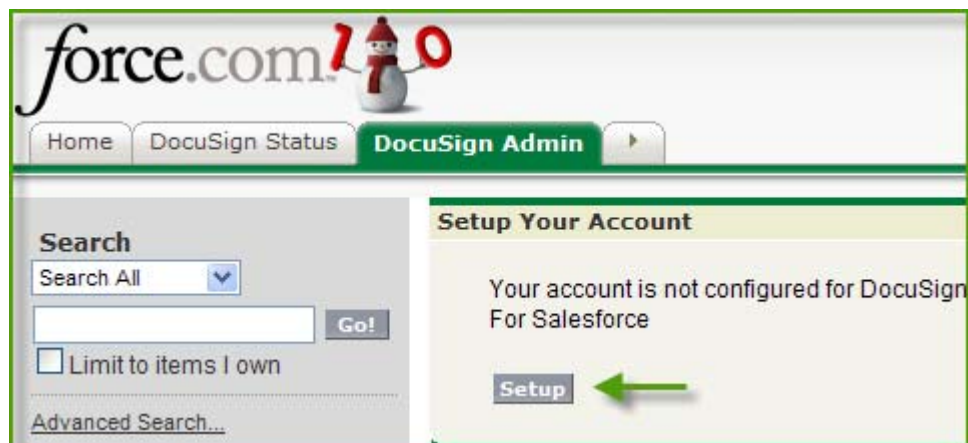 force.com 10
Home DocuSign Status DocuSign Admin
Search
Search All
Go!
Limit to items I own
Advanced Search...
Setup Your Account
Your account is not configured for DocuSign
For Salesforce
Setup